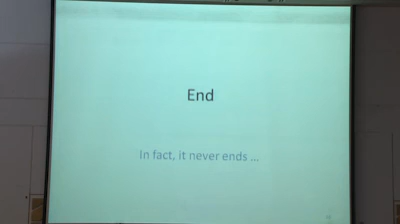 End
In fact, it never ends ...